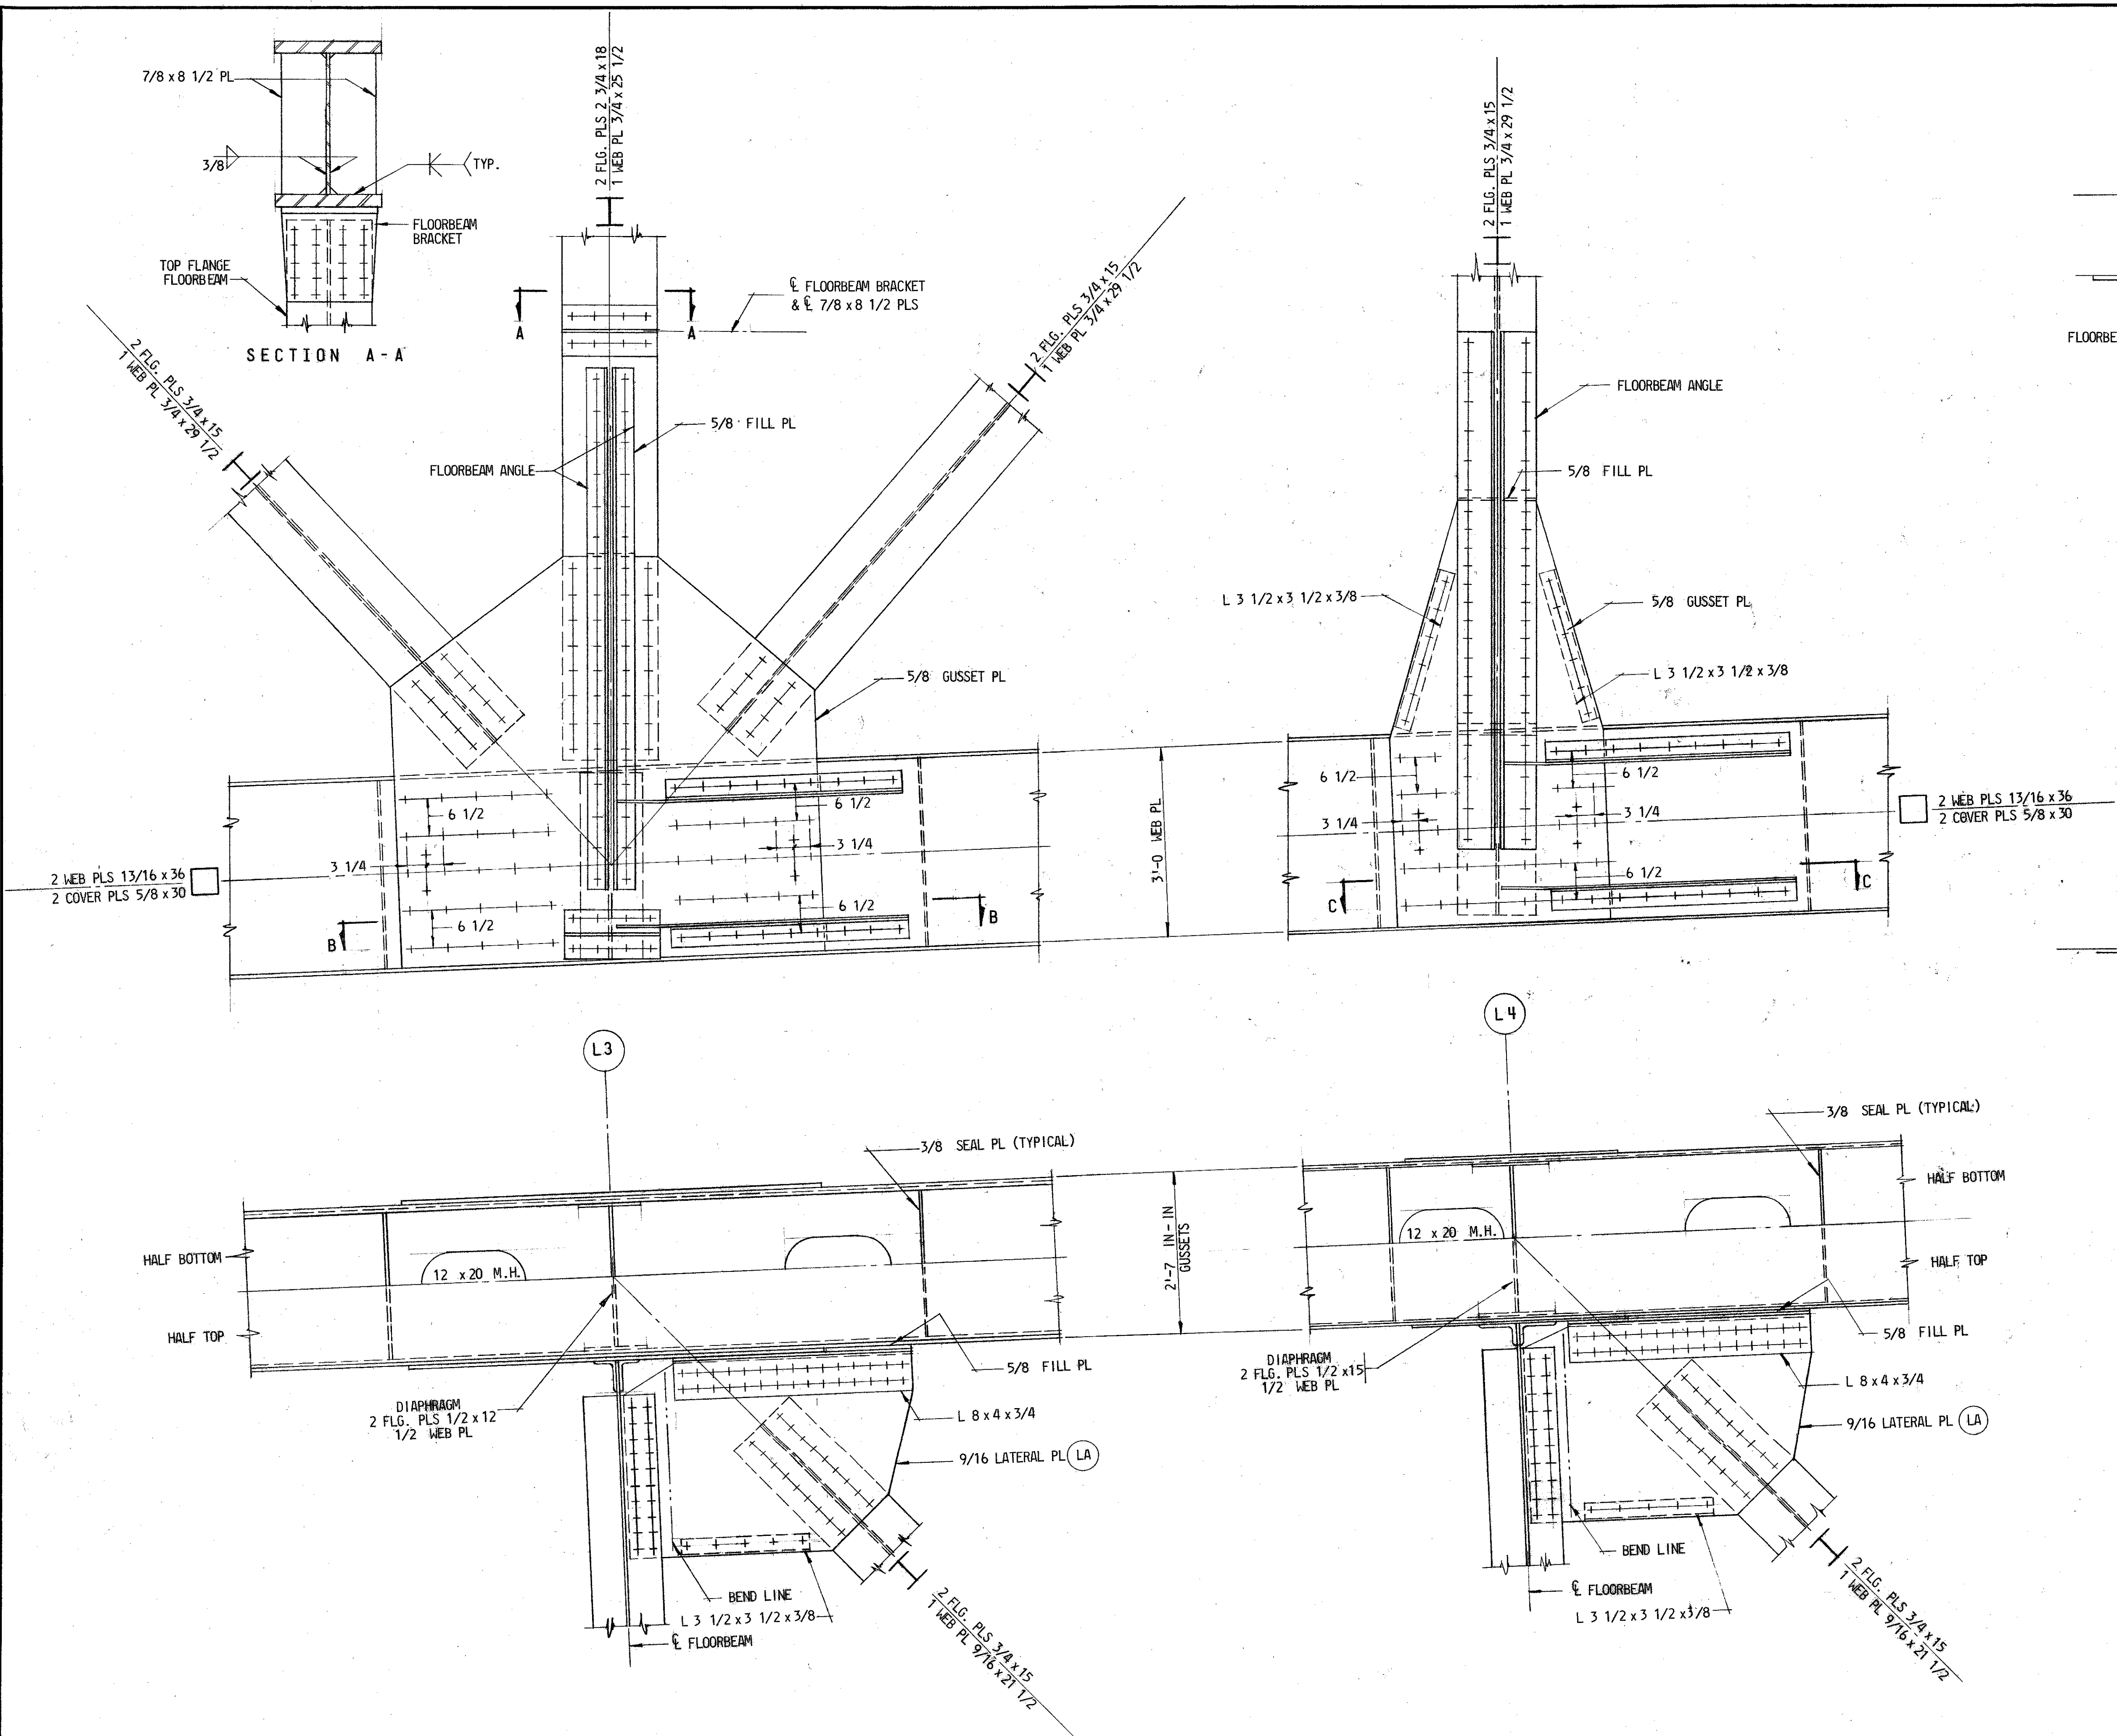 7/8 x 8 1/2 PL
3/8
TYP.
FLOORBEAM
BRACKET
TOP FLANGE
FLOORBEAM
SECTION A-A
2 FLG. PLS 2 3/4 x 18
1 WEB PL 3/4 x 25 1/2
A
A
℄ FLOORBEAM BRACKET
& ℄ 7/8 x 8 1/2 PLS
2 FLG. PLS 3/4 x 15
1 WEB PL 3/4 x 29 1/2
2 FLG. PLS 3/4 x 15
1 WEB PL 3/4 x 29 1/2
5/8 FILL PL
FLOORBEAM ANGLE
5/8 GUSSET PL
6 1/2
3 1/4
6 1/2
6 1/2
3 1/4
6 1/2
2 WEB PLS 13/16 x 36
2 COVER PLS 5/8 x 30
B
B
3'-0 WEB PL
2 FLG. PLS 3/4 x 15
1 WEB PL 3/4 x 29 1/2
FLOORBEAM ANGLE
5/8 FILL PL
L 3 1/2 x 3 1/2 x 3/8
5/8 GUSSET PL
L 3 1/2 x 3 1/2 x 3/8
6 1/2
6 1/2
3 1/4
3 1/4
6 1/2
2 WEB PLS 13/16 x 36
2 COVER PLS 5/8 x 30
C
C
FLOORBE
L3
3/8 SEAL PL (TYPICAL)
HALF BOTTOM
12 x 20 M.H.
HALF TOP
2'-7 IN-IN
GUSSETS
5/8 FILL PL
DIAPHRAGM
2 FLG. PLS 1/2 x 12
1/2 WEB PL
L 8 x 4 x 3/4
9/16 LATERAL PL LA
BEND LINE
L 3 1/2 x 3 1/2 x 3/8
℄ FLOORBEAM
2 FLG. PLS 3/4 x 15
1 WEB PL 9/16 x 21 1/2
L4
3/8 SEAL PL (TYPICAL)
HALF BOTTOM
12 x 20 M.H.
HALF TOP
5/8 FILL PL
DIAPHRAGM
2 FLG. PLS 1/2 x 15
1/2 WEB PL
L 8 x 4 x 3/4
9/16 LATERAL PL LA
BEND LINE
℄ FLOORBEAM
L 3 1/2 x 3 1/2 x 3/8
2 FLG. PLS 3/4 x 15
1 WEB PL 9/16 x 21 1/2